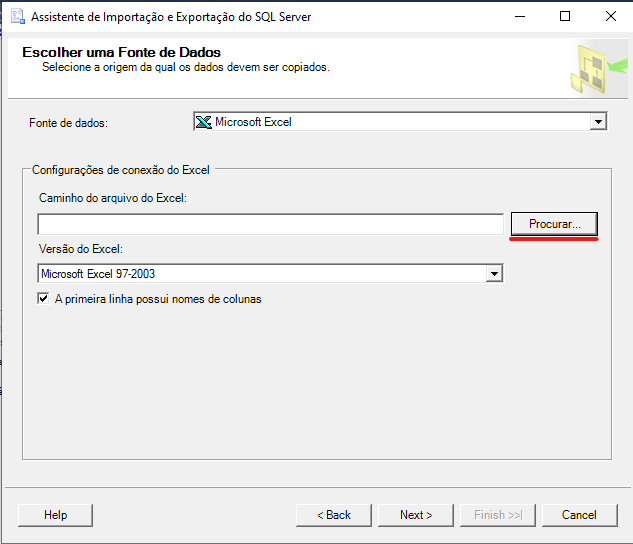 Assistente de Importação e Exportação do SQL Server
Escolher uma Fonte de Dados
Selecione a origem da qual os dados devem ser copiados.
Fonte de dados:
Microsoft Excel
Configurações de conexão do Excel
Caminho do arquivo do Excel:
Procurar...
Versão do Excel:
Microsoft Excel 97-2003
A primeira linha possui nomes de colunas
Help
< Back
Next >
Finish >>|
Cancel